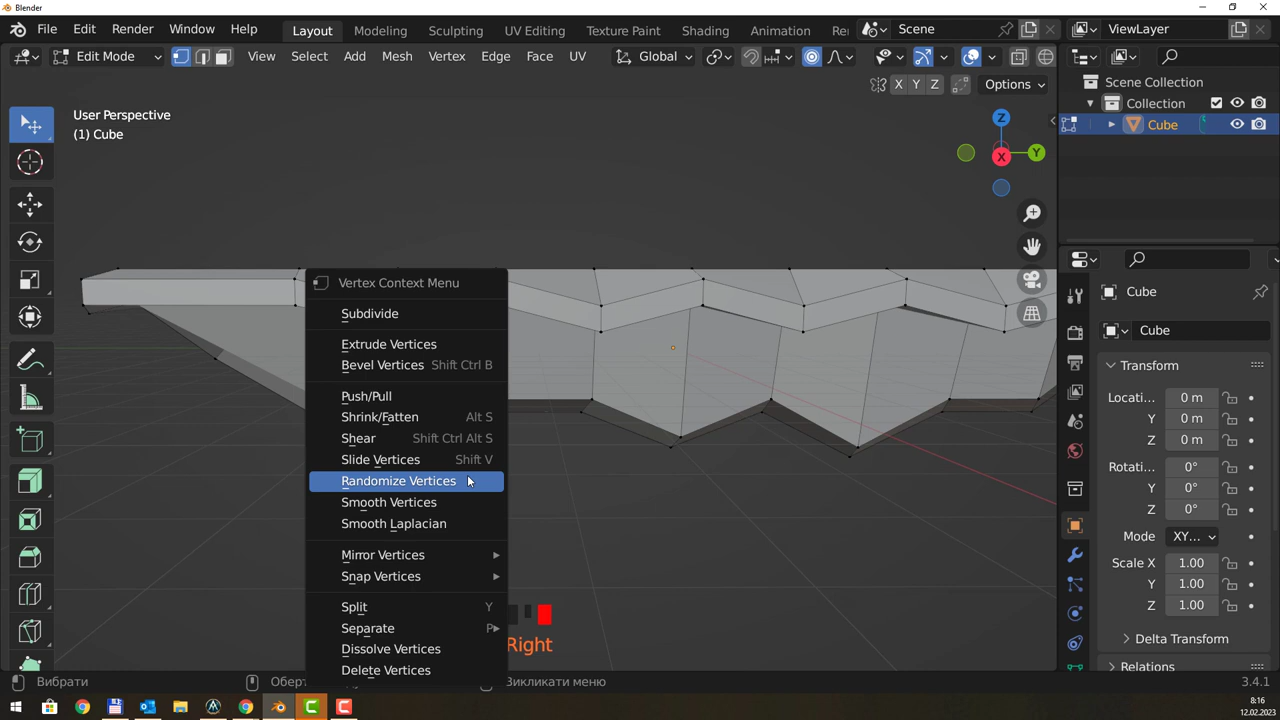 Blender
File Edit Render Window Help Layout Modeling Sculpting UV Editing Texture Paint Shading Animation Re Scene ViewLayer
Edit Mode View Select Add Mesh Vertex Edge Face UV Global
X Y Z Options
Scene Collection
Collection
Cube
User Perspective
(1) Cube
Z
Y
X
Vertex Context Menu
Subdivide
Extrude Vertices
Bevel Vertices Shift Ctrl B
Push/Pull
Shrink/Fatten Alt S
Shear Shift Ctrl Alt S
Slide Vertices Shift V
Randomize Vertices
Smooth Vertices
Smooth Laplacian
Mirror Vertices
Snap Vertices
Split Y
Separate P
Dissolve Vertices
Delete Vertices
Right
Cube
Cube
Transform
Locati... 0 m
Y 0 m
Z 0 m
Rotati... 0°
Y 0°
Z 0°
Mode XY...
Scale X 1.00
Y 1.00
Z 1.00
Delta Transform
Relations
Вибрати
Оберт
Викликати меню
3.4.1
8:16
12.02.2023